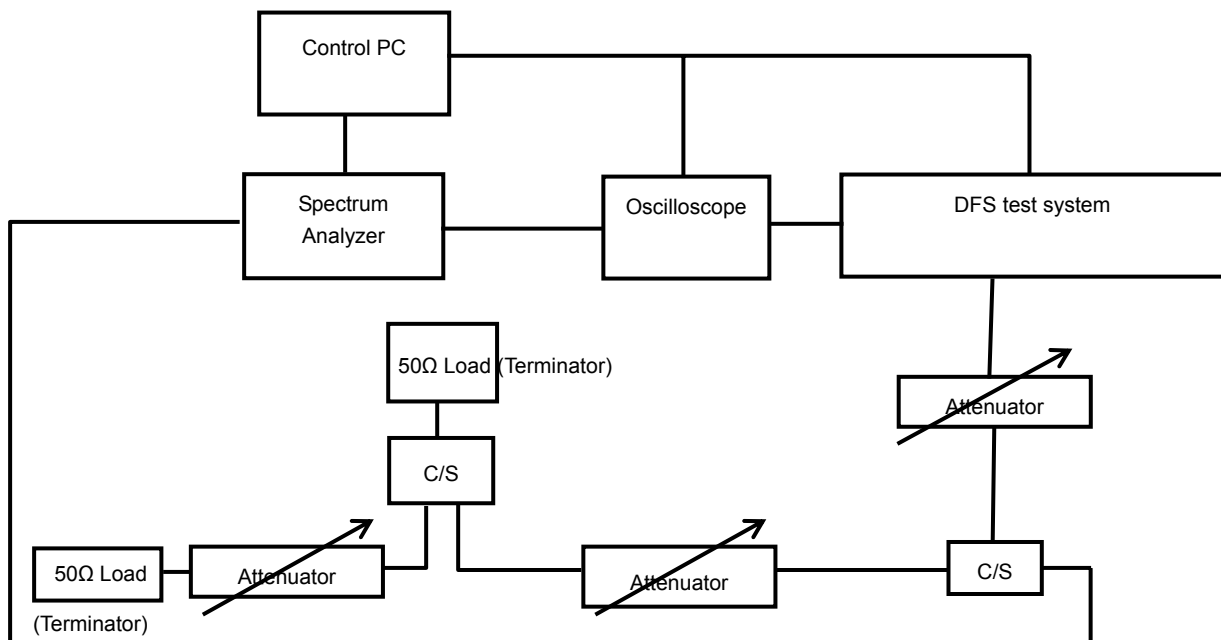 Control PC
Spectrum
Analyzer
Oscilloscope
DFS test system
50Ω Load (Terminator)
Attenuator
C/S
50Ω Load
(Terminator)
Attenuator
Attenuator
C/S